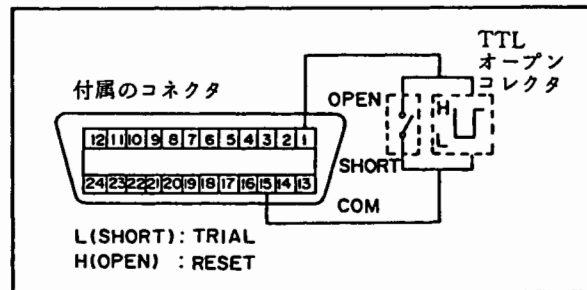 TTL
オープン
コレクタ
付属のコネクタ
OPEN
H
L
SHORT
12 11 10 9 8 7 6 5 4 3 2 1
24 23 22 21 20 19 18 17 16 15 14 13
COM
L(SHORT): TRIAL
H(OPEN) : RESET